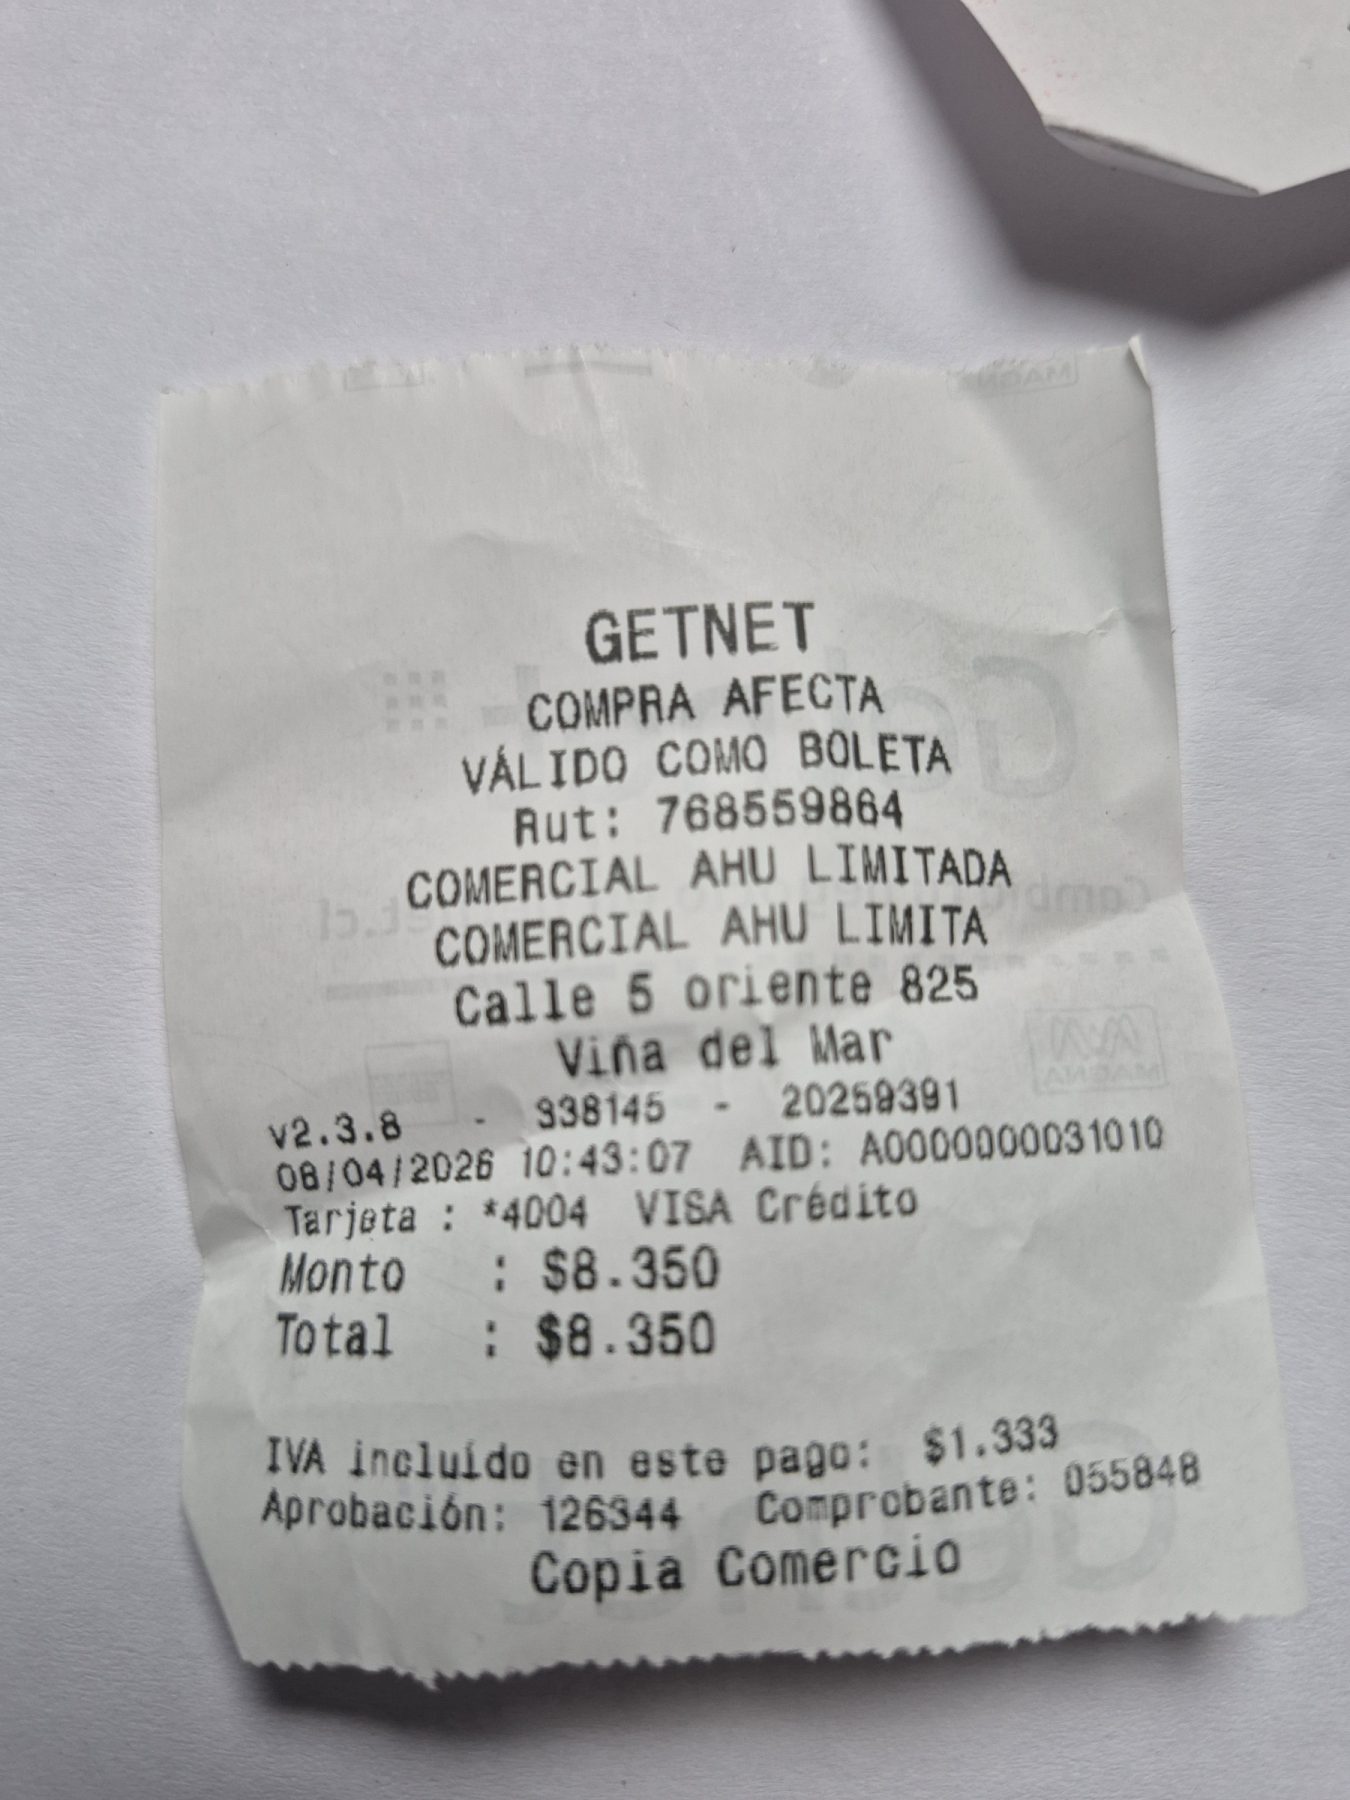 GETNET
COMPRA AFECTA
VÁLIDO COMO BOLETA
Rut: 768559864
COMERCIAL AHU LIMITADA
COMERCIAL AHU LIMITA
Calle 5 oriente 825
Viña del Mar
v2.3.8 - 938145 - 20259391
08/04/2026 10:43:07 AID: A0000000031010
Tarjeta : *4004 VISA Crédito
Monto : $8.350
Total : $8.350
IVA incluído en este pago: $1.333
Aprobación: 126344 Comprobante: 055848
Copia Comercio